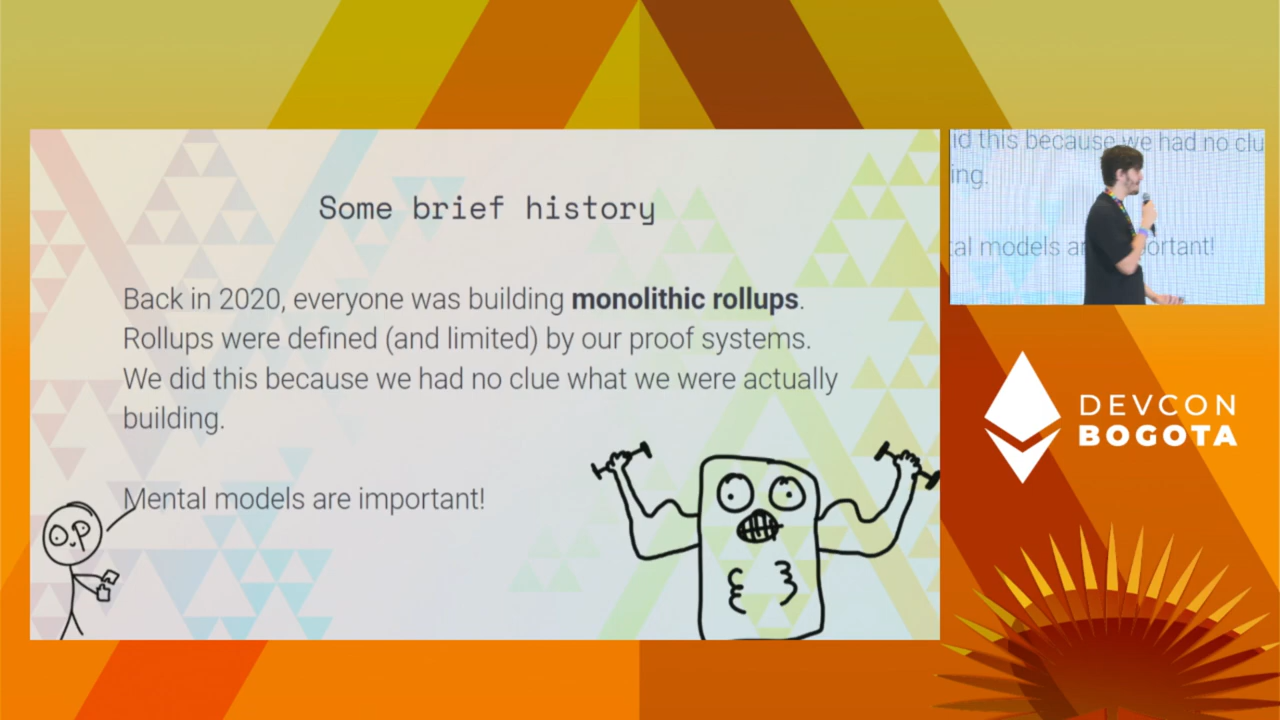 Some brief history
Back in 2020, everyone was building monolithic rollups.
Rollups were defined (and limited) by our proof systems.
We did this because we had no clue what we were actually
building.
Mental models are important!
id this because we had no clu
ing.
tal models ar
ortant!
DEVCON
BOGOTA